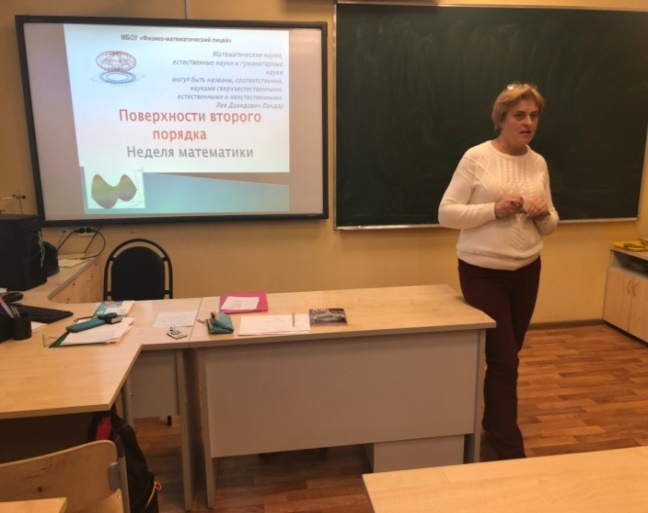 МБОУ «Физико-математический лицей»
Математические науки,
естественные науки и гуманитарные
науки
могут быть названы, соответственно,
науками сверхъестественными,
естественными и неестественными.
Лев Давидович Ландау
Поверхности второго
порядка
Неделя математики